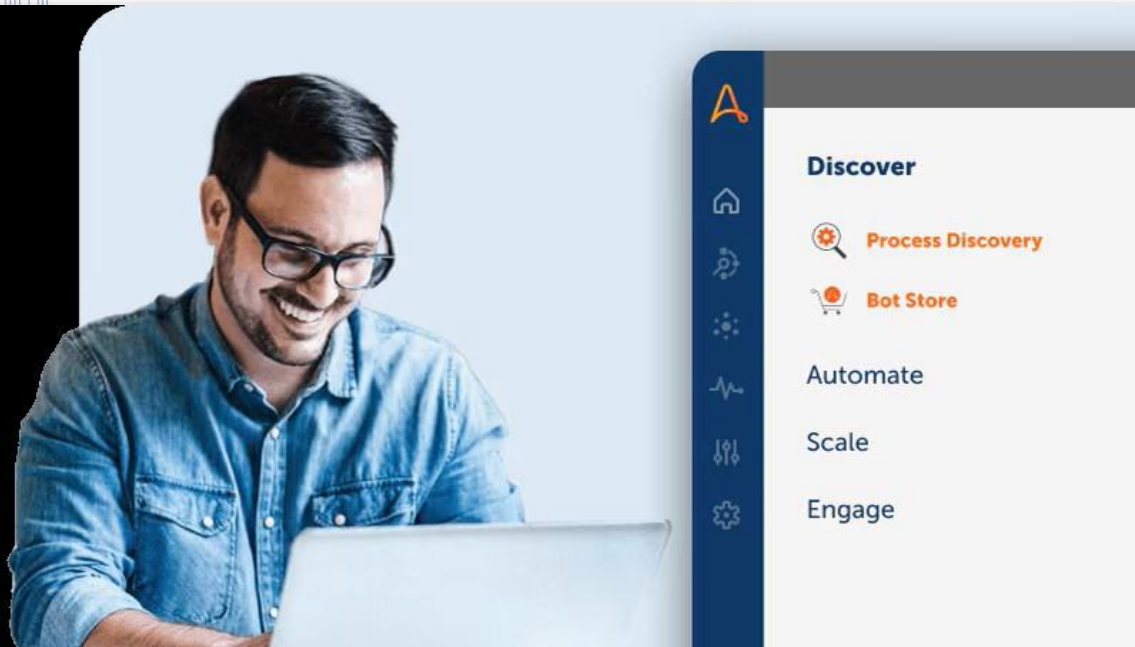 Discover
Process Discovery
Bot Store
Automate
Scale
Engage